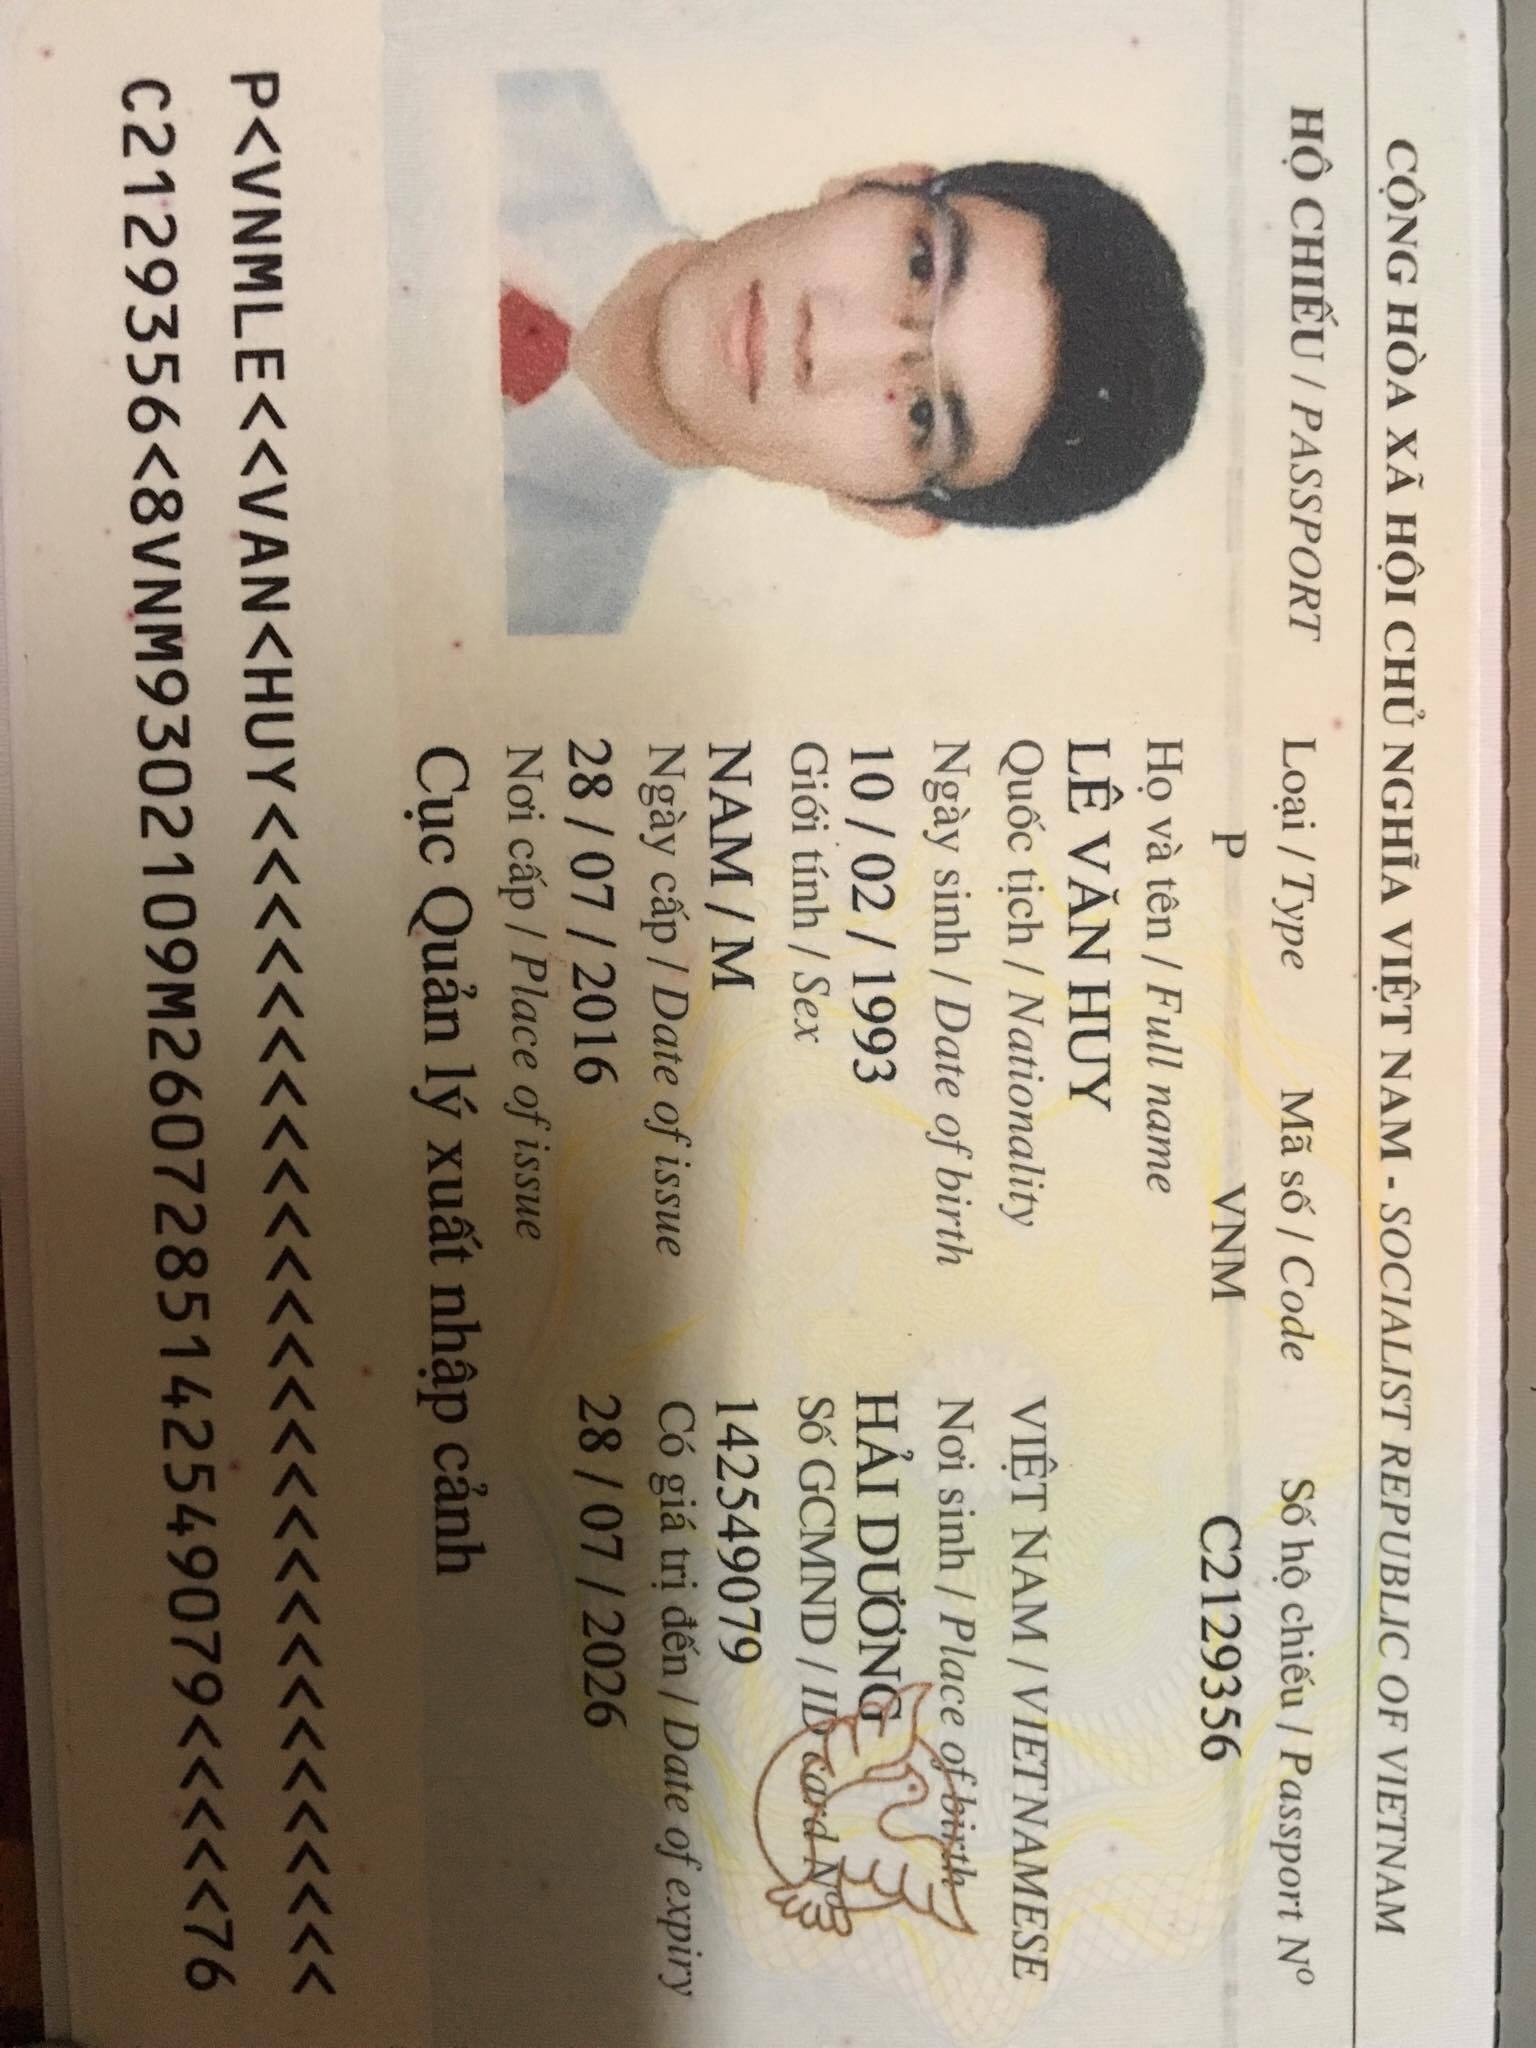 CỘNG HÒA XÃ HỘI CHỦ NGHĨA VIỆT NAM - SOCIALIST REPUBLIC OF VIETNAM
HỘ CHIẾU / PASSPORT Loại / Type Mã số / Code Số hộ chiếu / Passport Nº
P VNM C2129356
Họ và tên / Full name
LÊ VĂN HUY
Quốc tịch / Nationality VIỆT NAM / VIETNAMESE
Ngày sinh / Date of birth Nơi sinh / Place of birth
10 / 02 / 1993 HẢI DƯƠNG
Giới tính / Sex Số GCMND / ID card Nº
NAM / M 142549079
Ngày cấp / Date of issue Có giá trị đến / Date of expiry
28 / 07 / 2016 28 / 07 / 2026
Nơi cấp / Place of issue
Cục Quản lý xuất nhập cảnh
P<VNMLE<<VAN<HUY<<<<<<<<<<<<<<<<<<<<<<<<<<<<
C2129356<8VNM9302109M2607285142549079<<<<<76